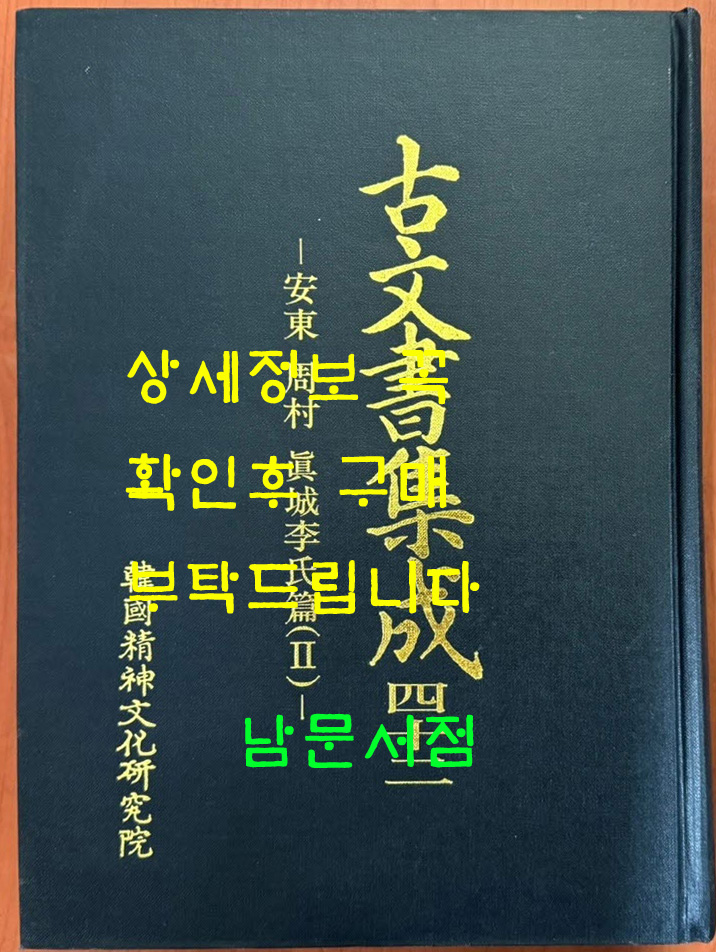 古文書集成 四十二
—安東 周村 眞城李氏篇(II)—
韓國精神文化硏究院
상세정보 꼭
확인후 구매
부탁드립니다
남문서점